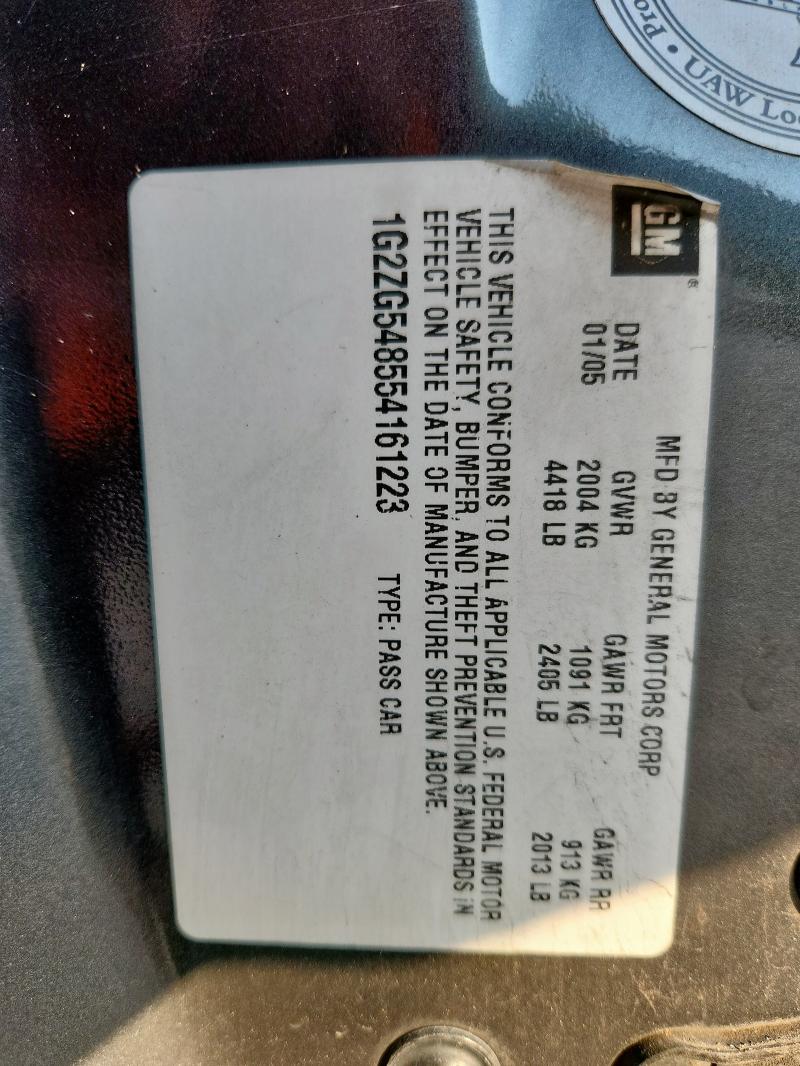 Pro • UAW Loc
GM®
MFD BY GENERAL MOTORS CORP
DATE GVWR GAWR FRT GAWR RR
01/05 2004 KG 1091 KG 913 KG
4418 LB 2405 LB 2013 LB
THIS VEHICLE CONFORMS TO ALL APPLICABLE U.S. FEDERAL MOTOR
VEHICLE SAFETY, BUMPER, AND THEFT PREVENTION STANDARDS IN
EFFECT ON THE DATE OF MANUFACTURE SHOWN ABOVE.
1G2ZG548554161223 TYPE: PASS CAR